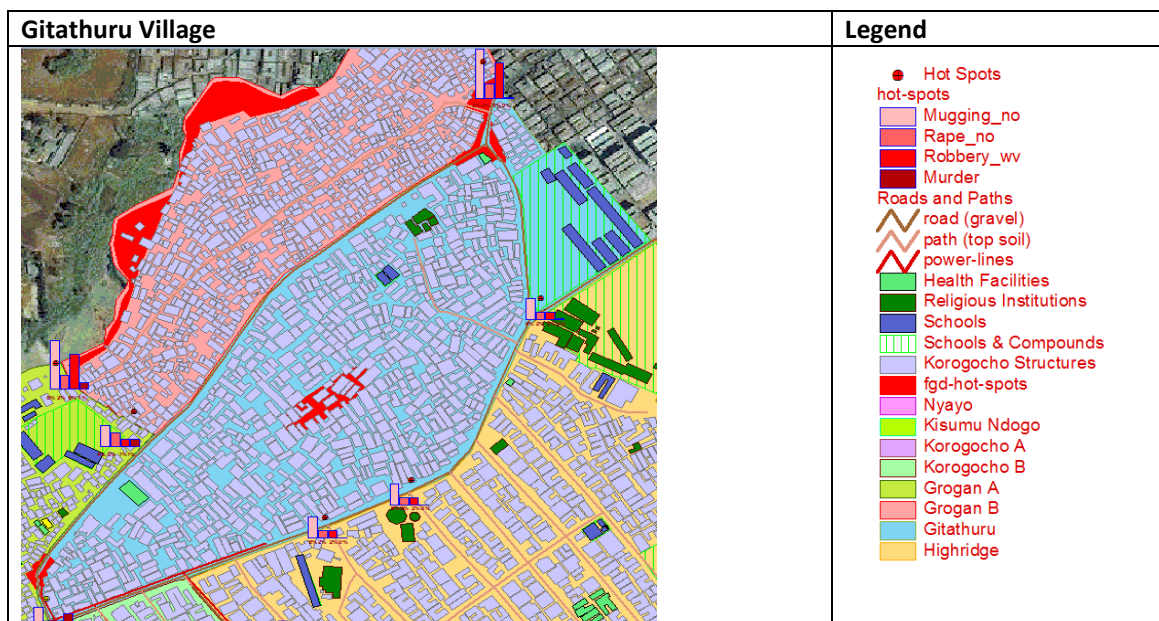 Gitathuru Village
Legend
Hot Spots
hot-spots
Mugging_no
Rape_no
Robbery_wv
Murder
Roads and Paths
road (gravel)
path (top soil)
power-lines
Health Facilities
Religious Institutions
Schools
Schools & Compounds
Korogocho Structures
fgd-hot-spots
Nyayo
Kisumu Ndogo
Korogocho A
Korogocho B
Grogan A
Grogan B
Gitathuru
Highridge